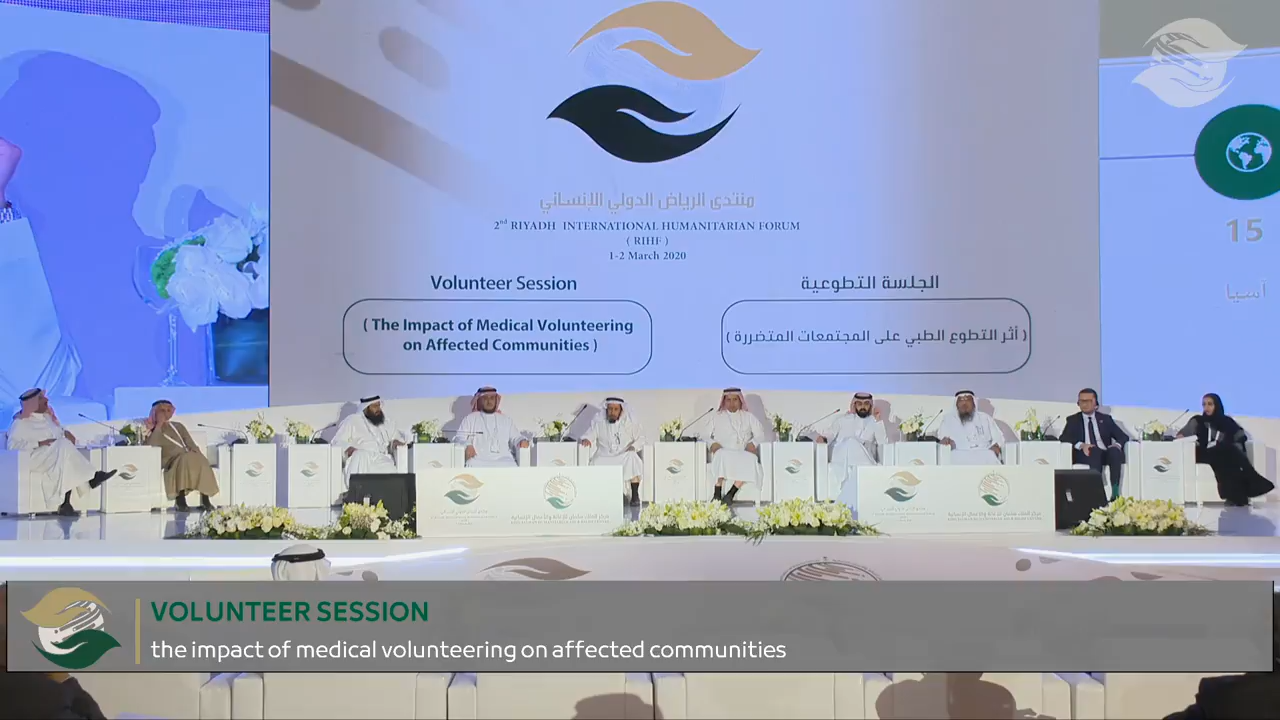 منتدى الرياض الدولي الإنساني
2nd RIYADH INTERNATIONAL HUMANITARIAN FORUM
( RIHF )
1-2 March 2020
Volunteer Session
الجلسة التطوعية
( The Impact of Medical Volunteering
on Affected Communities )
( أثر التطوع الطبي على المجتمعات المتضررة )
15
آسيا
VOLUNTEER SESSION
the impact of medical volunteering on affected communities